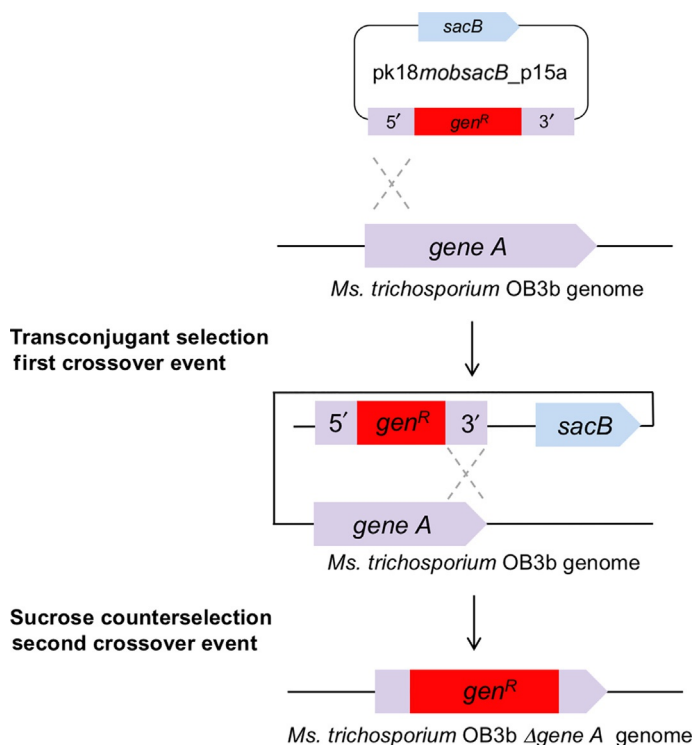 sacB
pk18mobsacB_p15a
5′ genᴿ 3′
gene A
Ms. trichosporium OB3b genome
Transconjugant selection
first crossover event
5′ genᴿ 3′ sacB
gene A
Ms. trichosporium OB3b genome
Sucrose counterselection
second crossover event
genᴿ
Ms. trichosporium OB3b Δgene A genome